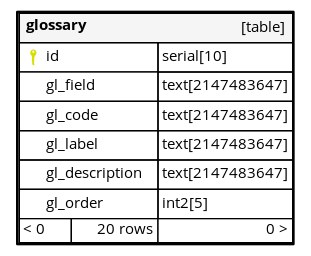 glossary [table]
id serial[10]
gl_field text[2147483647]
gl_code text[2147483647]
gl_label text[2147483647]
gl_description text[2147483647]
gl_order int2[5]
< 0 20 rows 0 >